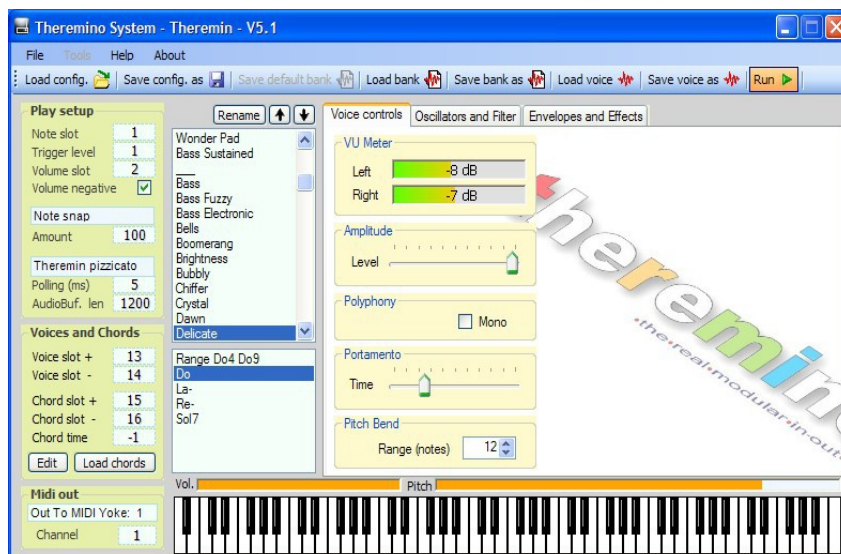 Theremino System - Theremin - V5.1
File Tools Help About
Load config. Save config. as Save default bank Load bank Save bank as Load voice Save voice as Run
Play setup
Note slot 1
Trigger level 1
Volume slot 2
Volume negative
Note snap
Amount 100
Theremin pizzicato
Polling (ms) 5
AudioBuf. len 1200
Voices and Chords
Voice slot + 13
Voice slot - 14
Chord slot + 15
Chord slot - 16
Chord time -1
Edit Load chords
Midi out
Out To MIDI Yoke: 1
Channel 1
Rename
Wonder Pad
Bass Sustained
___
Bass
Bass Fuzzy
Bass Electronic
Bells
Boomerang
Brightness
Bubbly
Chiffer
Crystal
Dawn
Delicate
Range Do4 Do9
Do
La-
Re-
Sol7
Voice controls Oscillators and Filter Envelopes and Effects
VU Meter
Left -8 dB
Right -7 dB
Amplitude
Level
Polyphony
Mono
Portamento
Time
Pitch Bend
Range (notes) 12
theremino
•the•real•modular•in-out
Vol. Pitch